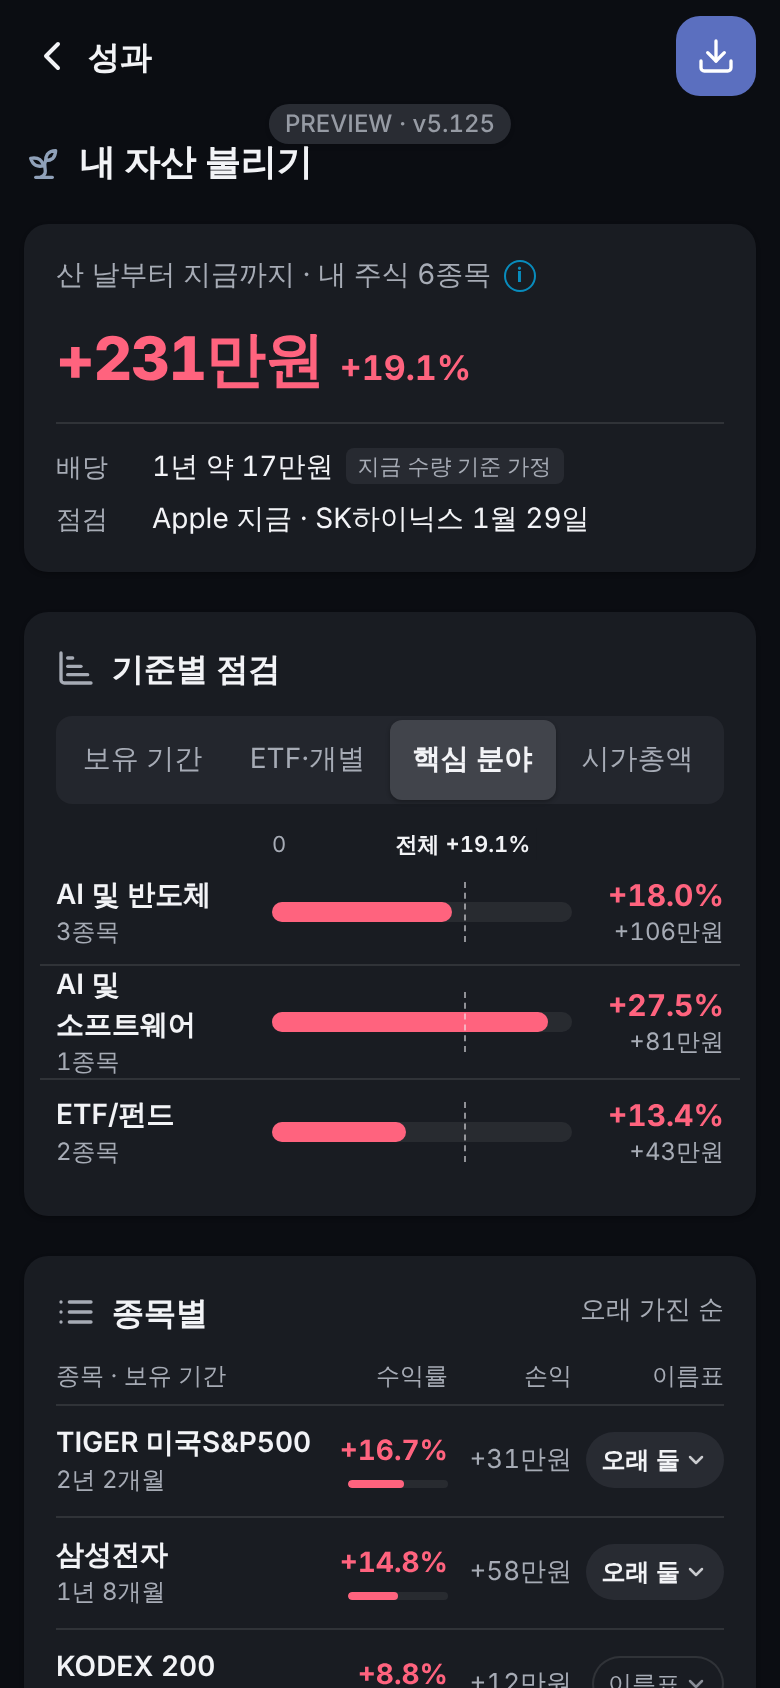 성과
PREVIEW · v5.125
내 자산 불리기
산 날부터 지금까지 · 내 주식 6종목 i
+231만원 +19.1%
배당 1년 약 17만원 지금 수량 기준 가정
점검 Apple 지금 · SK하이닉스 1월 29일
기준별 점검
보유 기간 ETF·개별 핵심 분야 시가총액
0 전체 +19.1%
AI 및 반도체 +18.0%
3종목 +106만원
AI 및
소프트웨어 +27.5%
1종목 +81만원
ETF/펀드 +13.4%
2종목 +43만원
종목별 오래 가진 순
종목 · 보유 기간 수익률 손익 이름표
TIGER 미국S&P500 +16.7% +31만원 오래 둘
2년 2개월
삼성전자 +14.8% +58만원 오래 둘
1년 8개월
KODEX 200 +8.8% +12만원 이름표